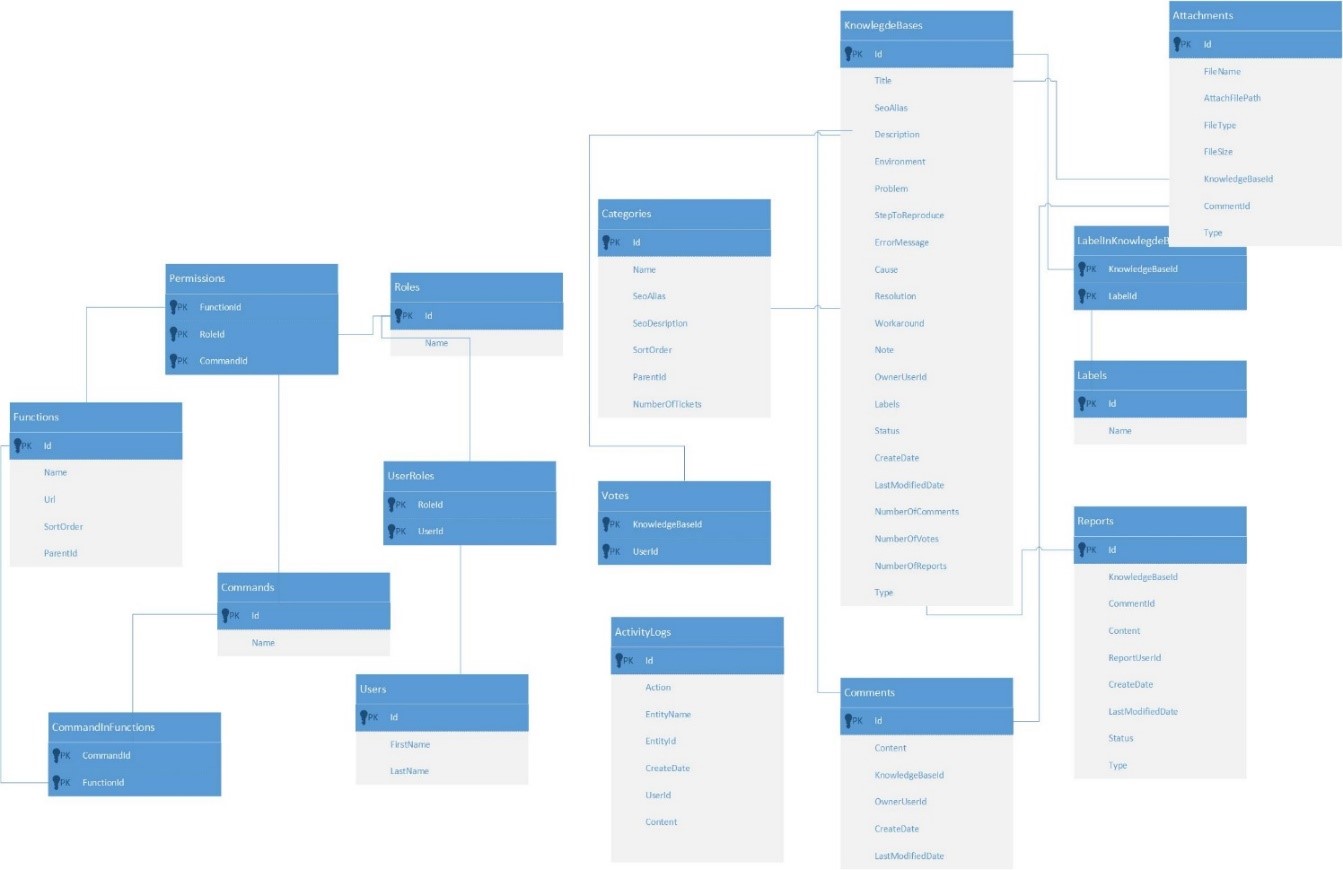 KnowlegdeBases
PK Id
Title
SeoAlias
Description
Environment
Problem
StepToReproduce
ErrorMessage
Cause
Resolution
Workaround
Note
OwnerUserId
Labels
Status
CreateDate
LastModifiedDate
NumberOfComments
NumberOfVotes
NumberOfReports
Type
Attachments
PK Id
FileName
AttachFilePath
FileType
FileSize
KnowledgeBaseId
CommentId
Type
Categories
PK Id
Name
SeoAlias
SeoDesription
SortOrder
ParentId
NumberOfTickets
LabelInKnowlegdeB
PK KnowledgeBaseId
PK LabelId
Permissions
PK FunctionId
PK RoleId
PK CommandId
Roles
PK Id
Name
Labels
PK Id
Name
Functions
PK Id
Name
Url
SortOrder
ParentId
UserRoles
PK RoleId
PK UserId
Votes
PK KnowledgeBaseId
PK UserId
Reports
PK Id
KnowledgeBaseId
CommentId
Content
ReportUserId
CreateDate
LastModifiedDate
Status
Type
Commands
PK Id
Name
ActivityLogs
PK Id
Action
EntityName
EntityId
CreateDate
UserId
Content
Users
PK Id
FirstName
LastName
Comments
PK Id
Content
KnowledgeBaseId
OwnerUserId
CreateDate
LastModifiedDate
CommandInFunctions
PK CommandId
PK FunctionId